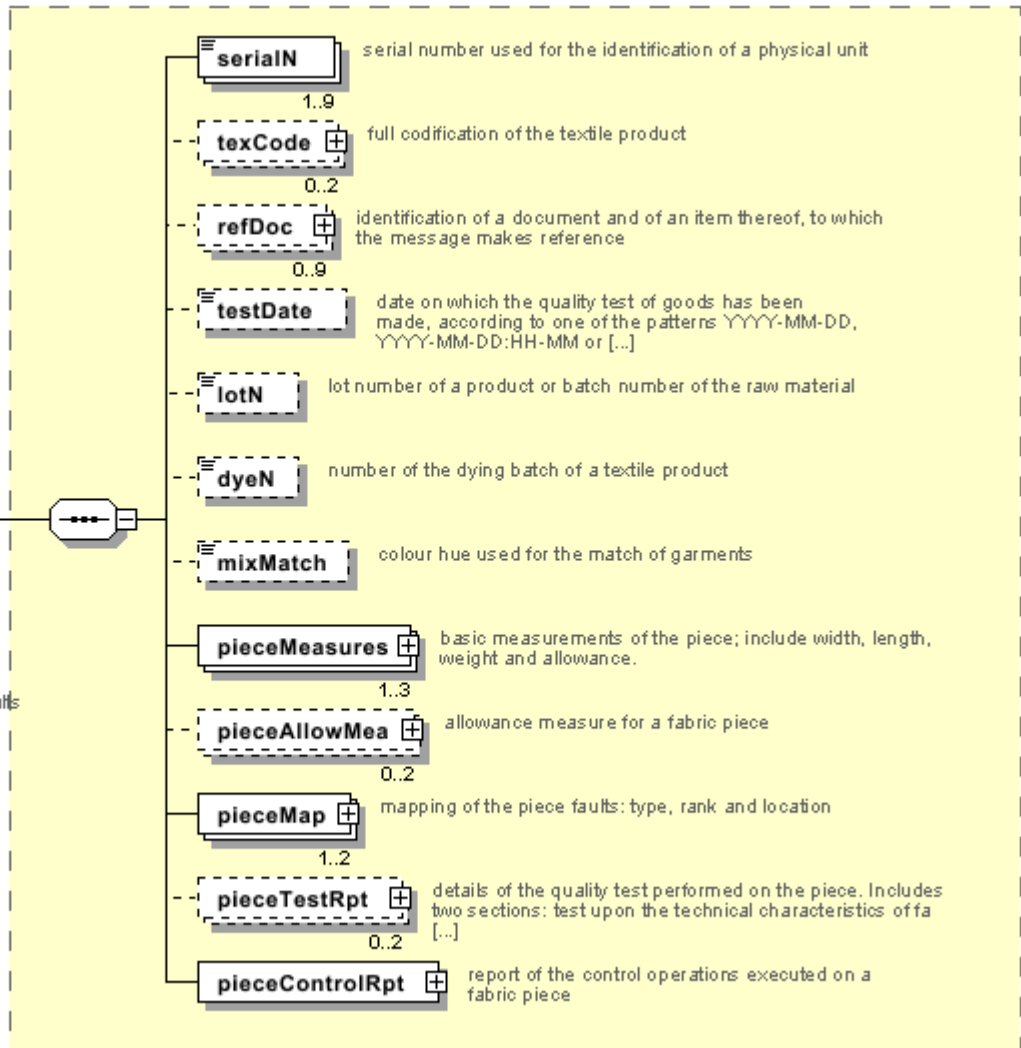 serialN
serial number used for the identification of a physical unit
1..9
texCode
full codification of the textile product
0..2
refDoc
identification of a document and of an item thereof, to which
the message makes reference
0..9
testDate
date on which the quality test of goods has been
made, according to one of the patterns YYYY-MM-DD,
YYYY-MM-DD:HH-MM or [...]
lotN
lot number of a product or batch number of the raw material
dyeN
number of the dying batch of a textile product
mixMatch
colour hue used for the match of garments
pieceMeasures
basic measurements of the piece; include width, length,
weight and allowance.
1..3
pieceAllowMea
allowance measure for a fabric piece
0..2
pieceMap
mapping of the piece faults: type, rank and location
1..2
pieceTestRpt
details of the quality test performed on the piece. Includes
two sections: test upon the technical characteristics of fa
[...]
0..2
pieceControlRpt
report of the control operations executed on a
fabric piece